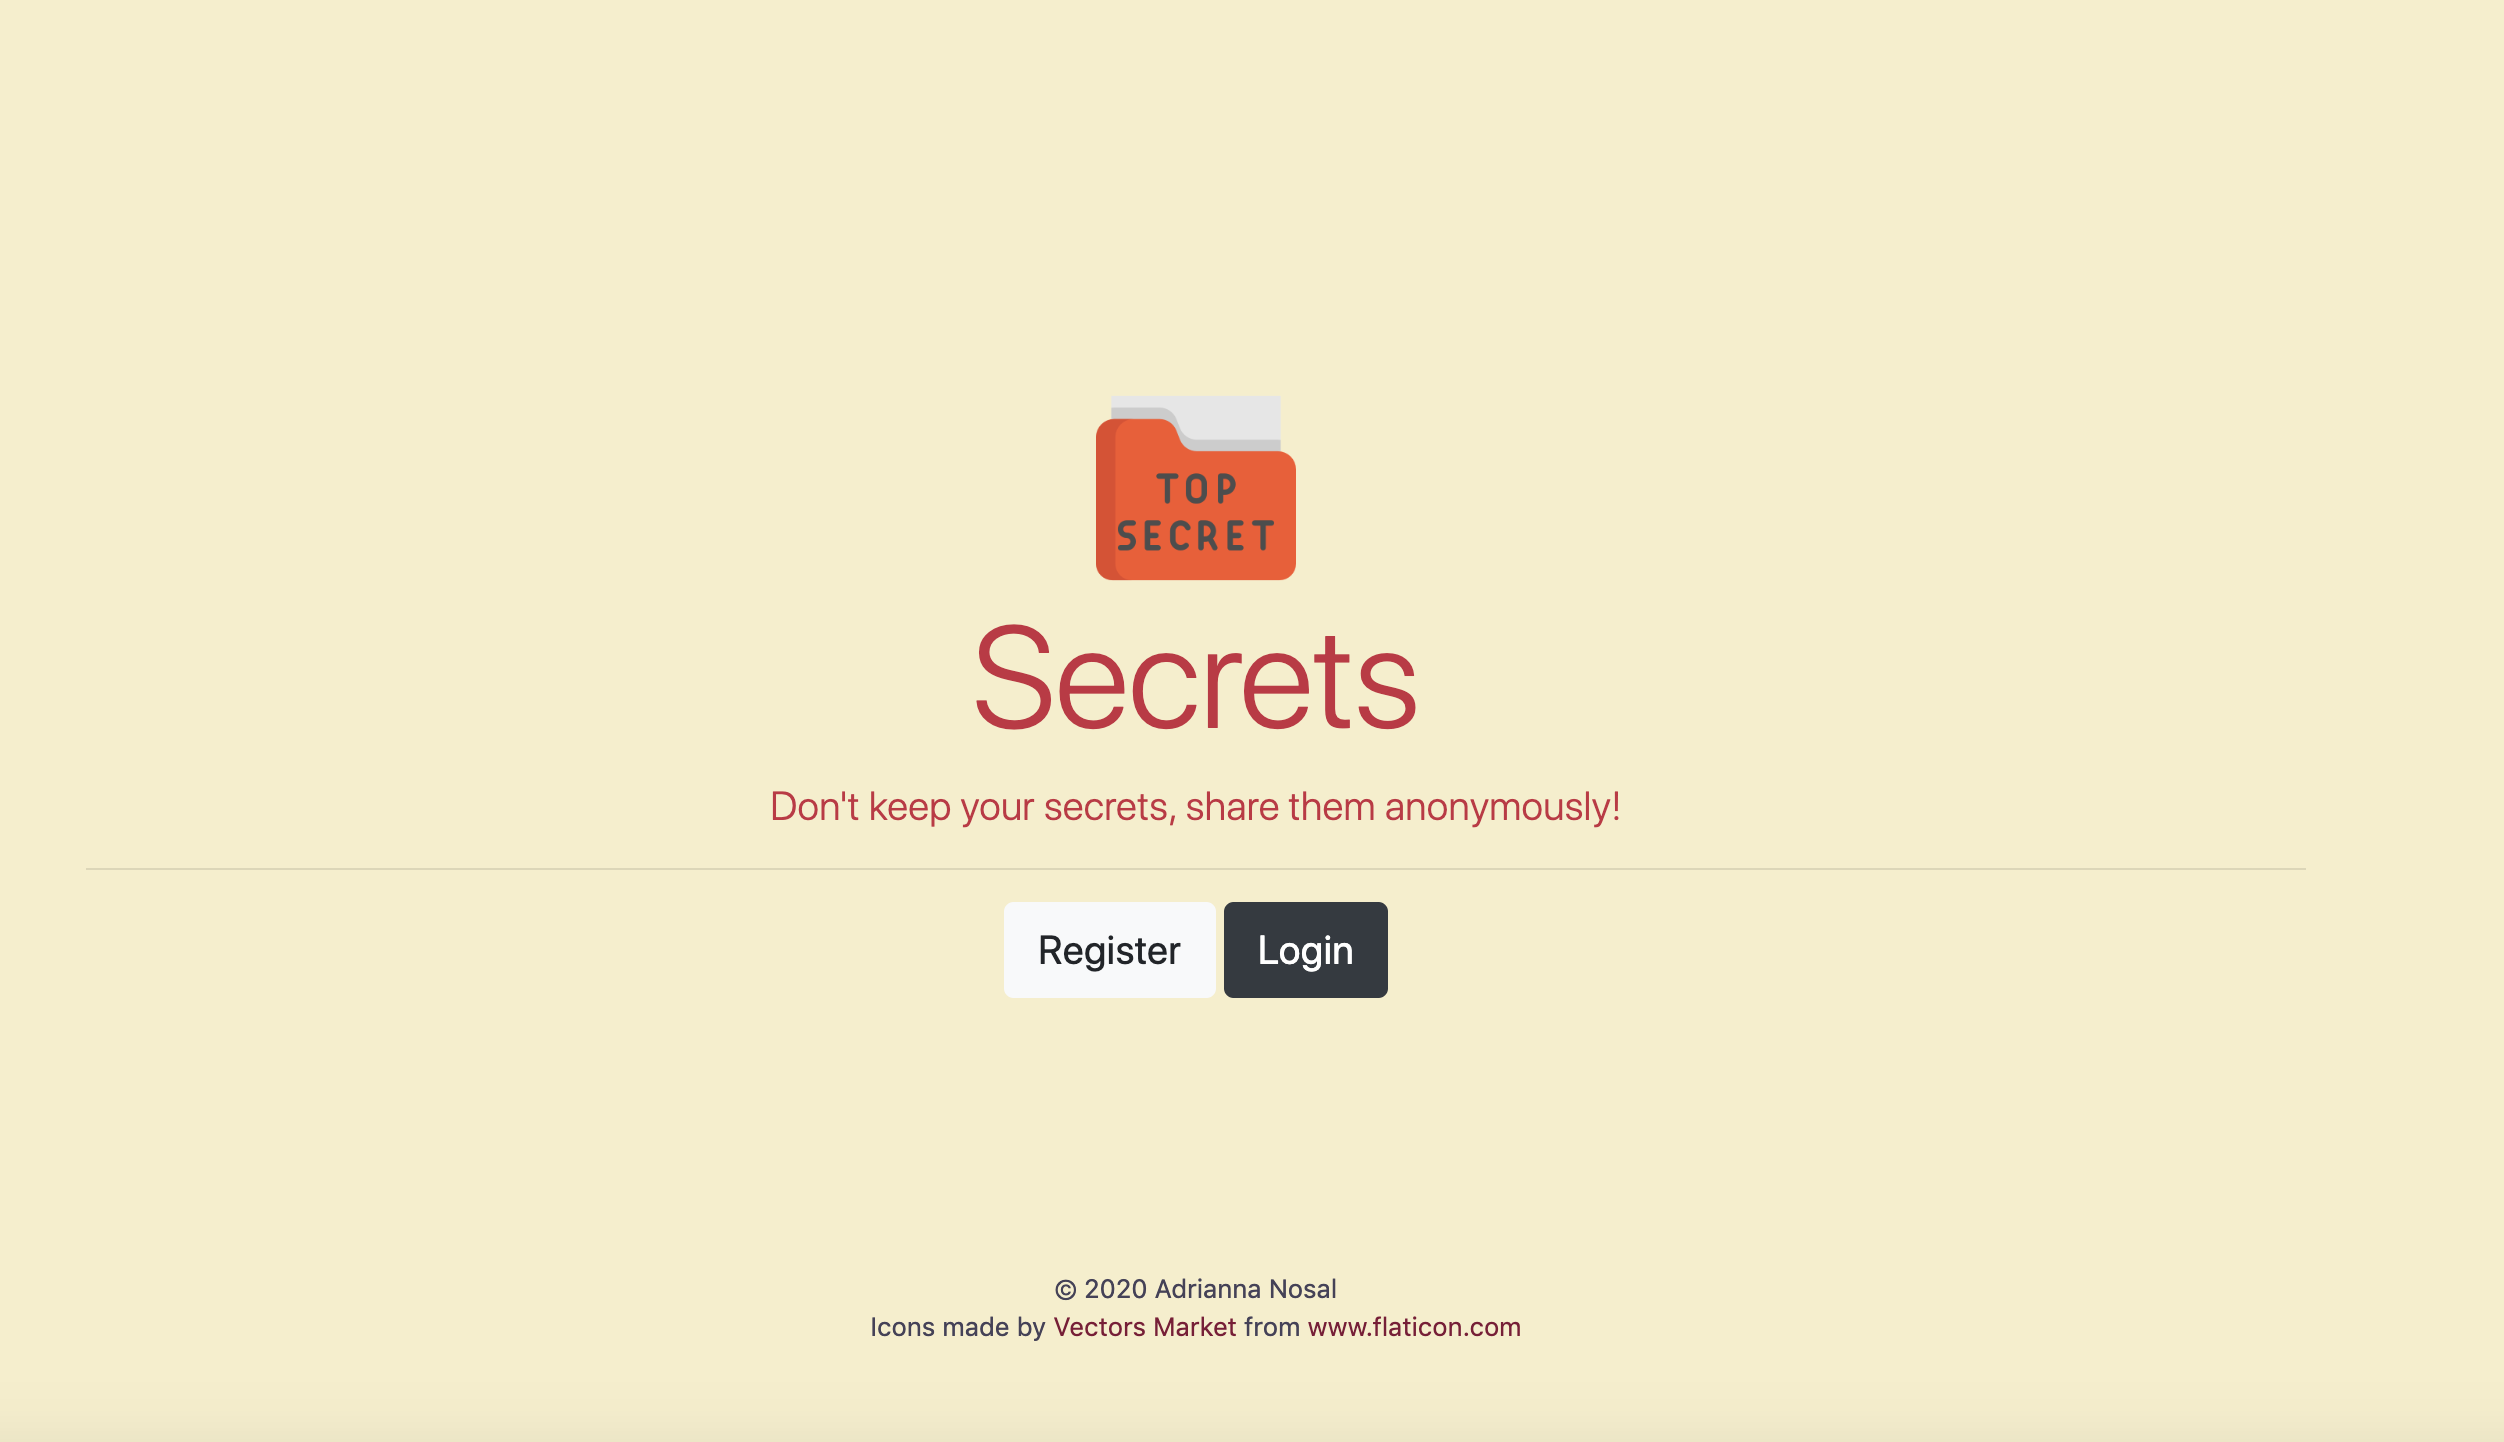 TOP
SECRET
Secrets
Don't keep your secrets, share them anonymously!
Register Login
© 2020 Adrianna Nosal
Icons made by Vectors Market from www.flaticon.com